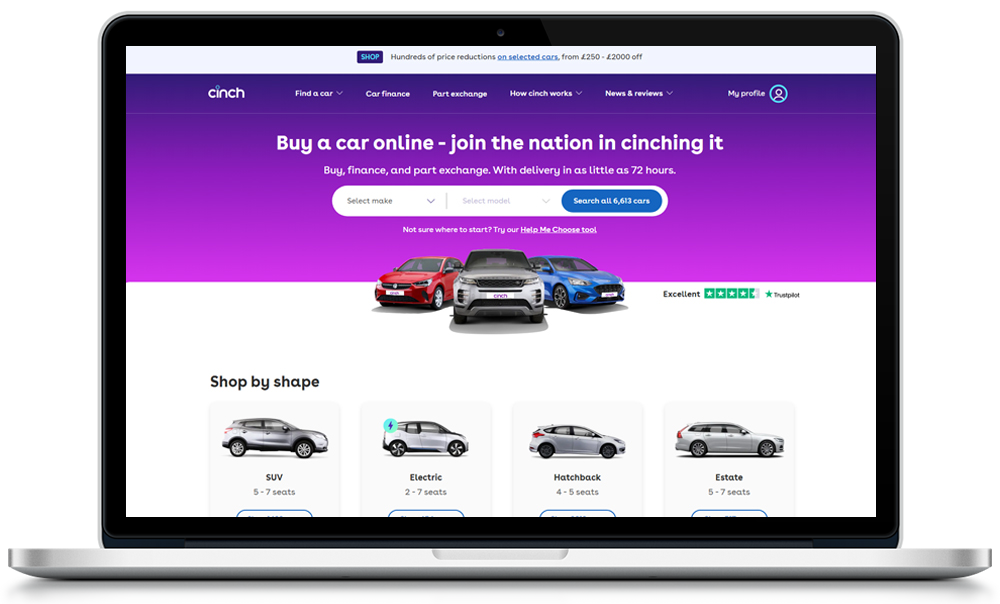 SHOP Hundreds of price reductions on selected cars, from £250 - £2000 off
cinch Find a car Car finance Part exchange How cinch works News & reviews My profile
Buy a car online - join the nation in cinching it
Buy, finance, and part exchange. With delivery in as little as 72 hours.
Select make Select model Search all 6,613 cars
Not sure where to start? Try our Help Me Choose tool
cinch cinch cinch
Excellent Trustpilot
Shop by shape
SUV Electric Hatchback Estate
5 - 7 seats 2 - 7 seats 4 - 5 seats 5 - 7 seats